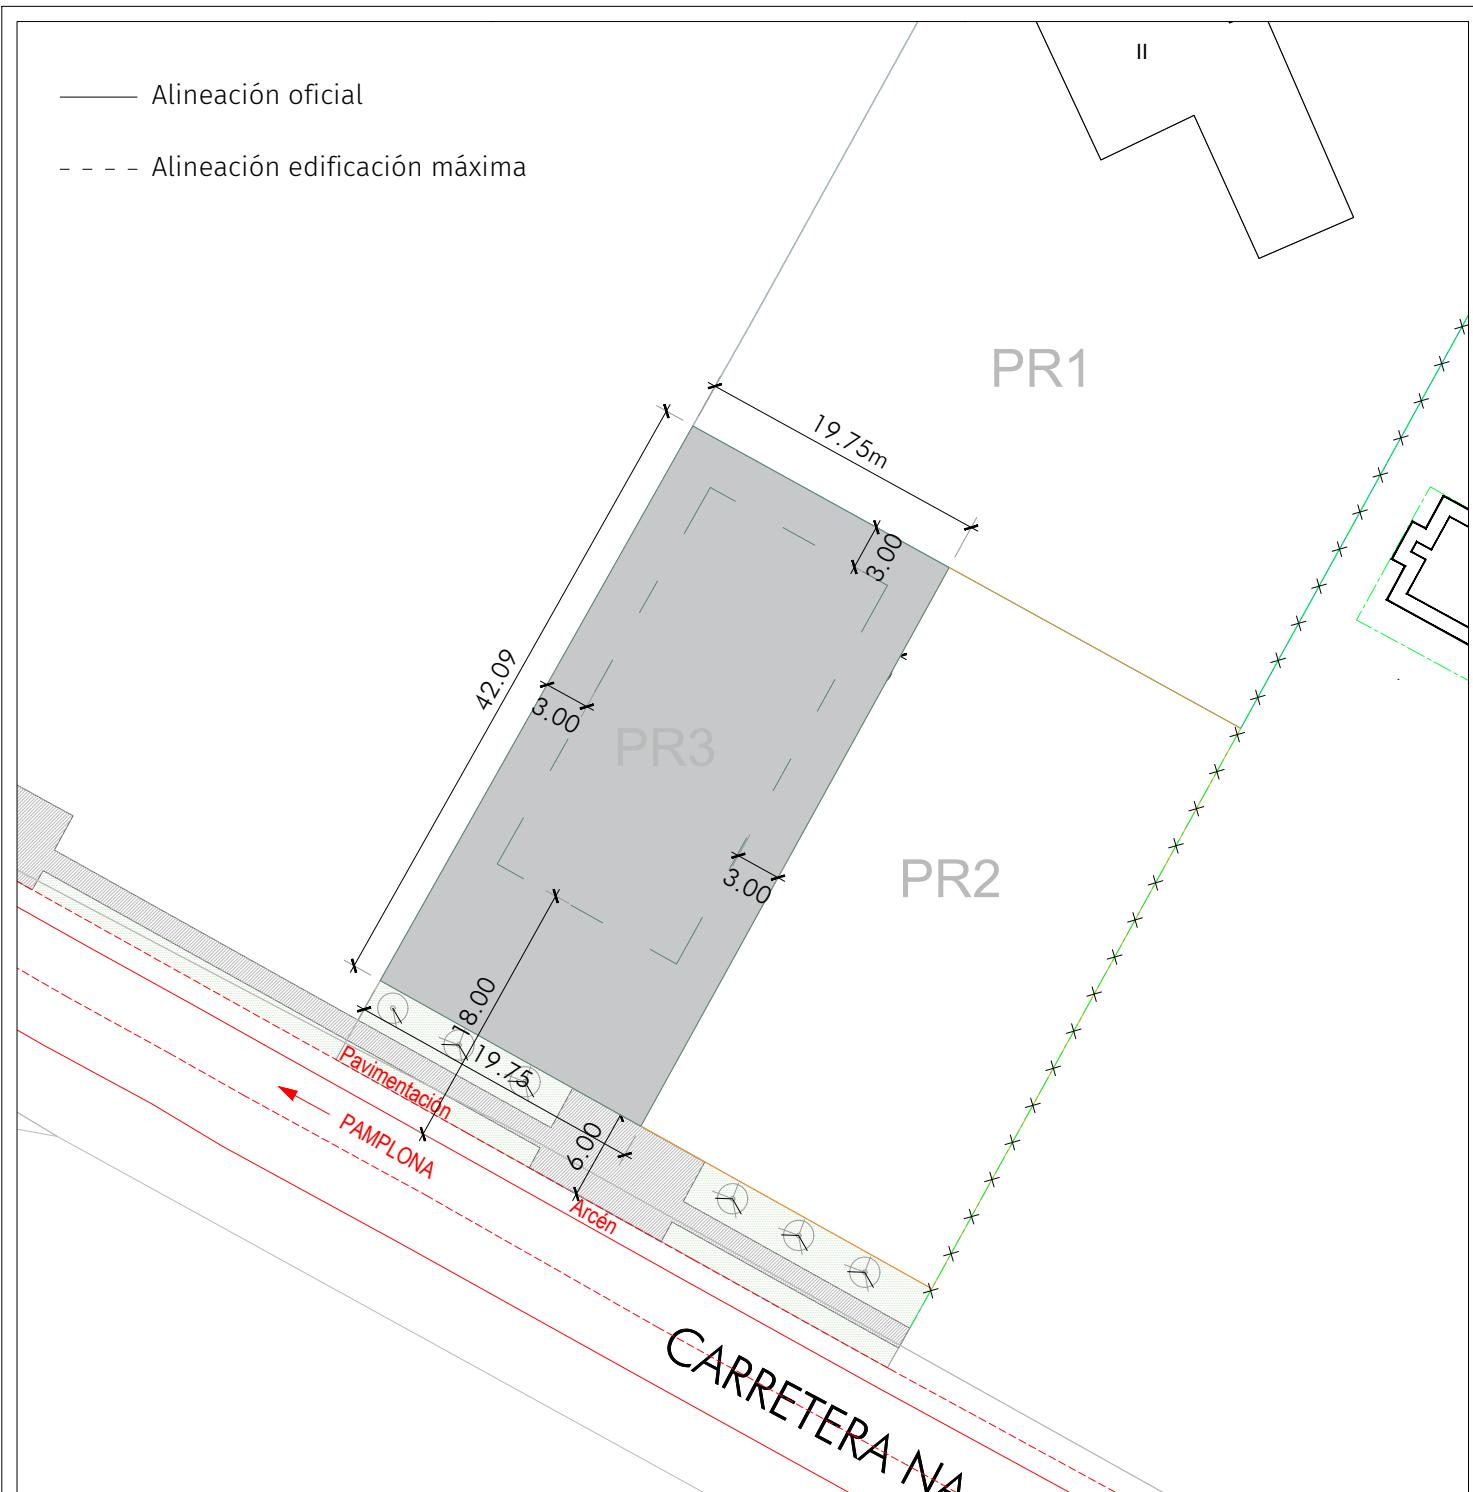 II
Alineación oficial
Alineación edificación máxima
PR1
19.75m
3.00
42.09
3.00
PR3
3.00
PR2
18.00
19.75
Pavimentación
PAMPLONA
6.00
Arcén
CARRETERA NA